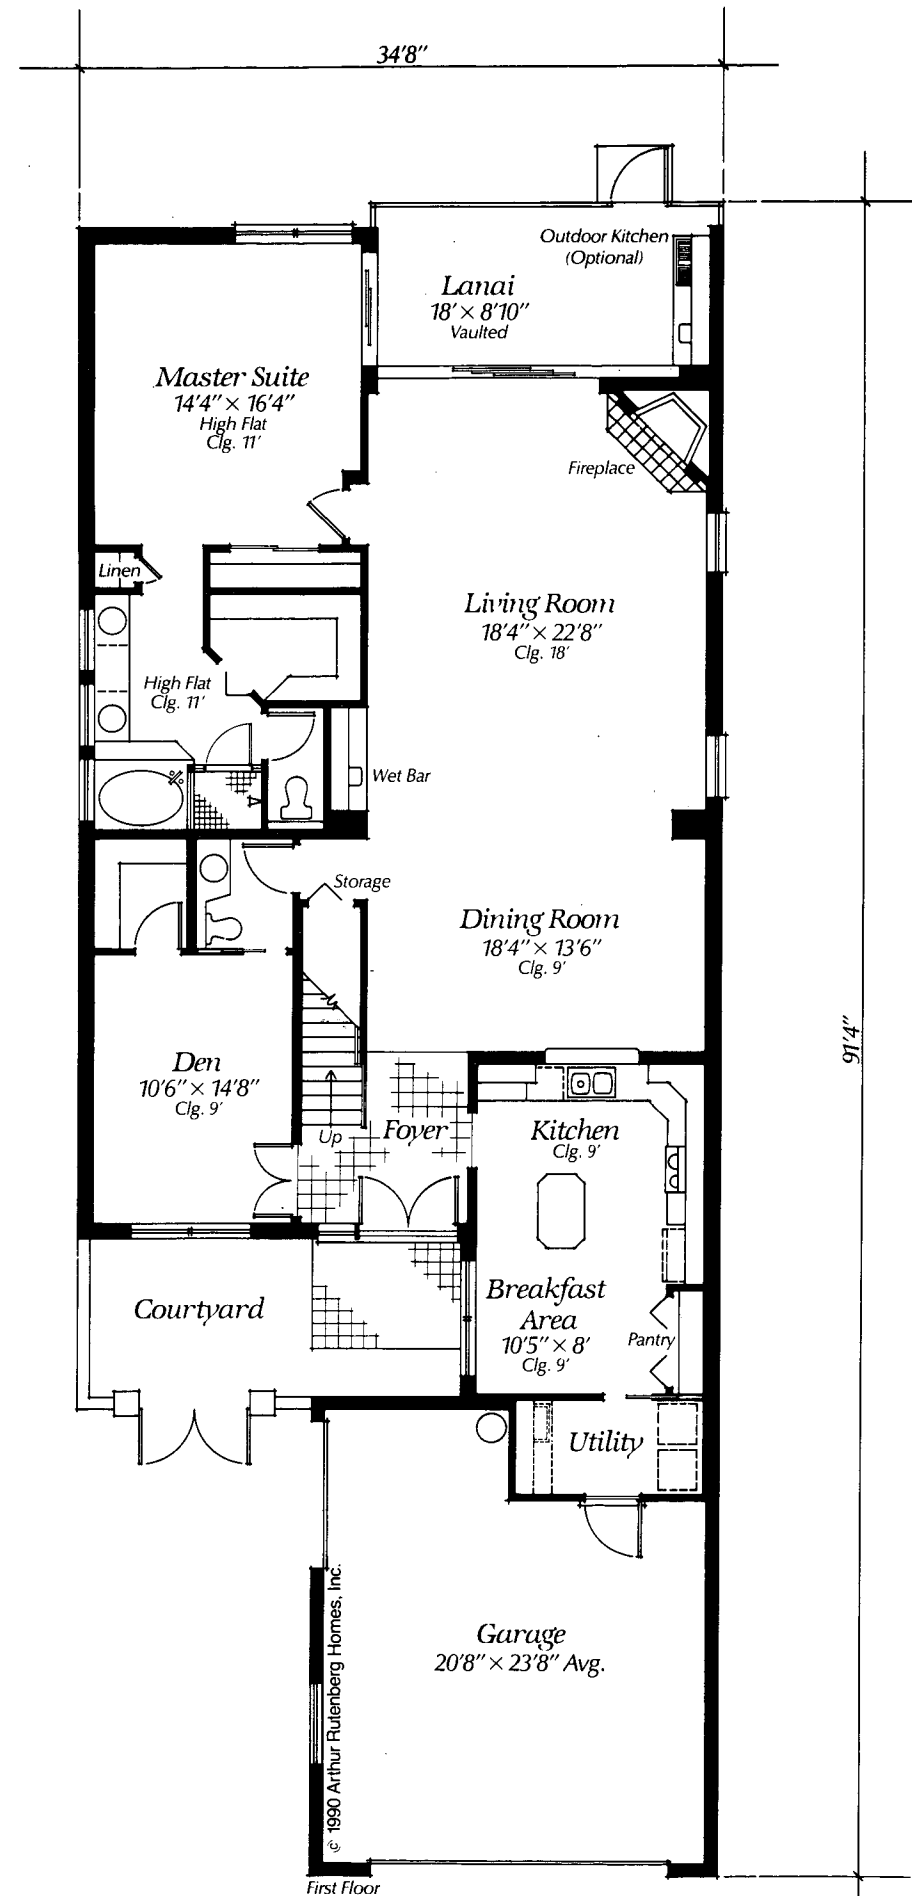 34'8"
Outdoor Kitchen
(Optional)
Lanai
18' × 8'10"
Vaulted
Master Suite
14'4" × 16'4"
High Flat
Clg. 11'
Fireplace
Linen
Living Room
18'4" × 22'8"
Clg. 18'
High Flat
Clg. 11'
Wet Bar
Storage
Dining Room
18'4" × 13'6"
Clg. 9'
91'4"
Den
10'6" × 14'8"
Clg. 9'
Up
Foyer
Kitchen
Clg. 9'
Courtyard
Breakfast
Area
10'5" × 8'
Clg. 9'
Pantry
Utility
Garage
20'8" × 23'8" Avg.
© 1990 Arthur Rutenberg Homes, Inc.
First Floor